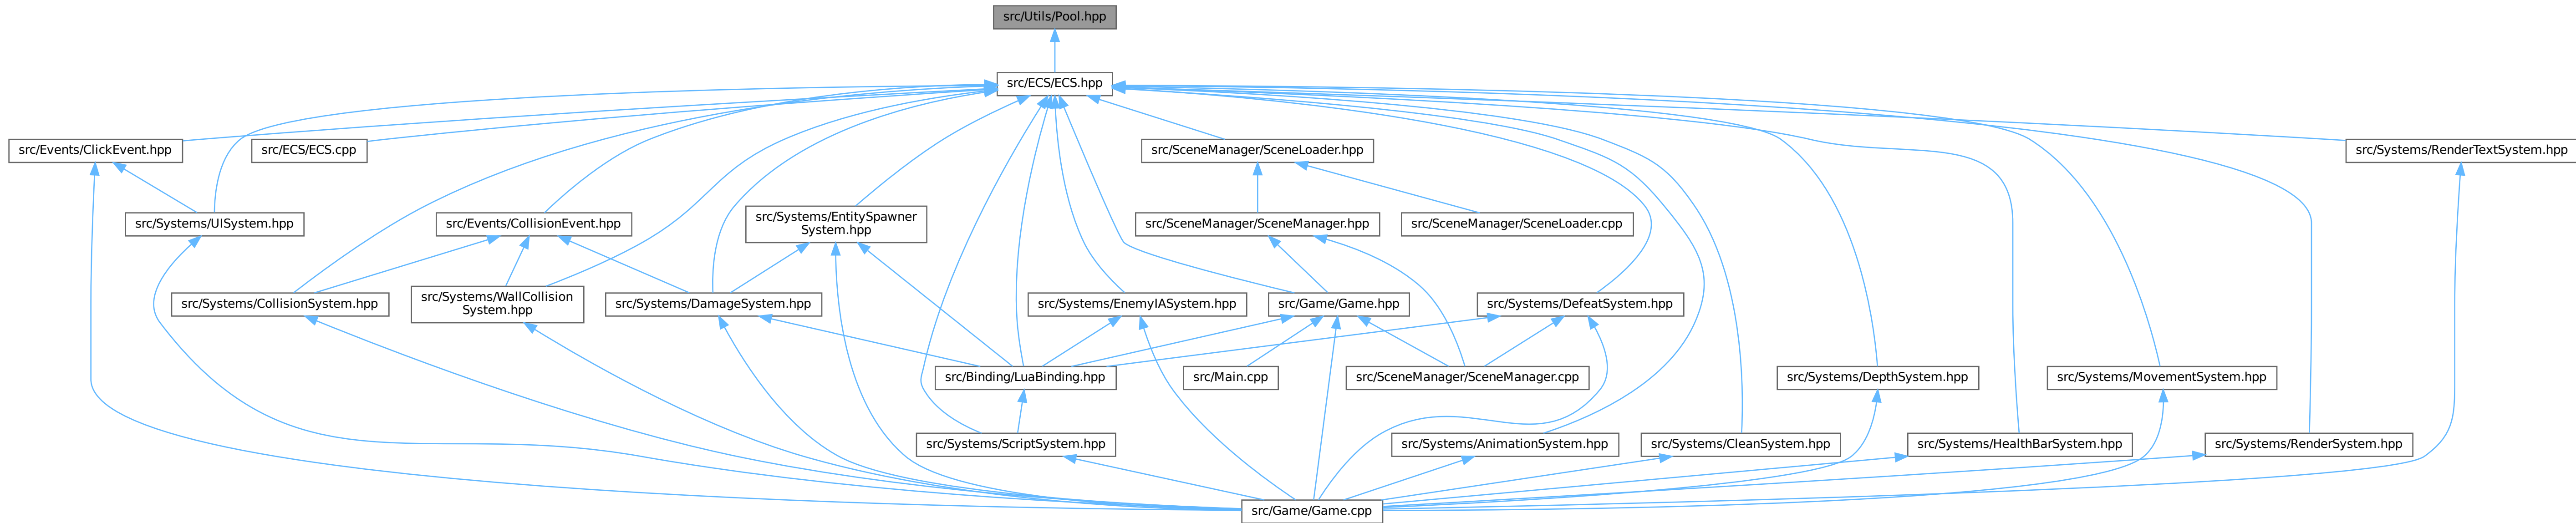 src/Utils/Pool.hpp
src/ECS/ECS.hpp
src/Events/ClickEvent.hpp
src/ECS/ECS.cpp
src/SceneManager/SceneLoader.hpp
src/Systems/RenderTextSystem.hpp
src/Systems/UISystem.hpp
src/Events/CollisionEvent.hpp
src/Systems/EntitySpawner
System.hpp
src/SceneManager/SceneManager.hpp
src/SceneManager/SceneLoader.cpp
src/Systems/CollisionSystem.hpp
src/Systems/WallCollision
System.hpp
src/Systems/DamageSystem.hpp
src/Systems/EnemyIASystem.hpp
src/Game/Game.hpp
src/Systems/DefeatSystem.hpp
src/Binding/LuaBinding.hpp
src/Main.cpp
src/SceneManager/SceneManager.cpp
src/Systems/DepthSystem.hpp
src/Systems/MovementSystem.hpp
src/Systems/ScriptSystem.hpp
src/Systems/AnimationSystem.hpp
src/Systems/CleanSystem.hpp
src/Systems/HealthBarSystem.hpp
src/Systems/RenderSystem.hpp
src/Game/Game.cpp